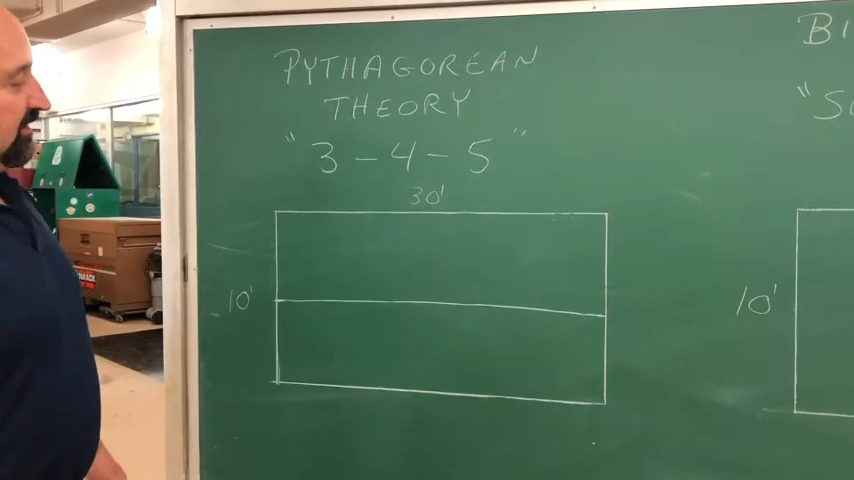 PYTHAGOREAN
THEORY
" 3 - 4 - 5 "
30'
10'
10'